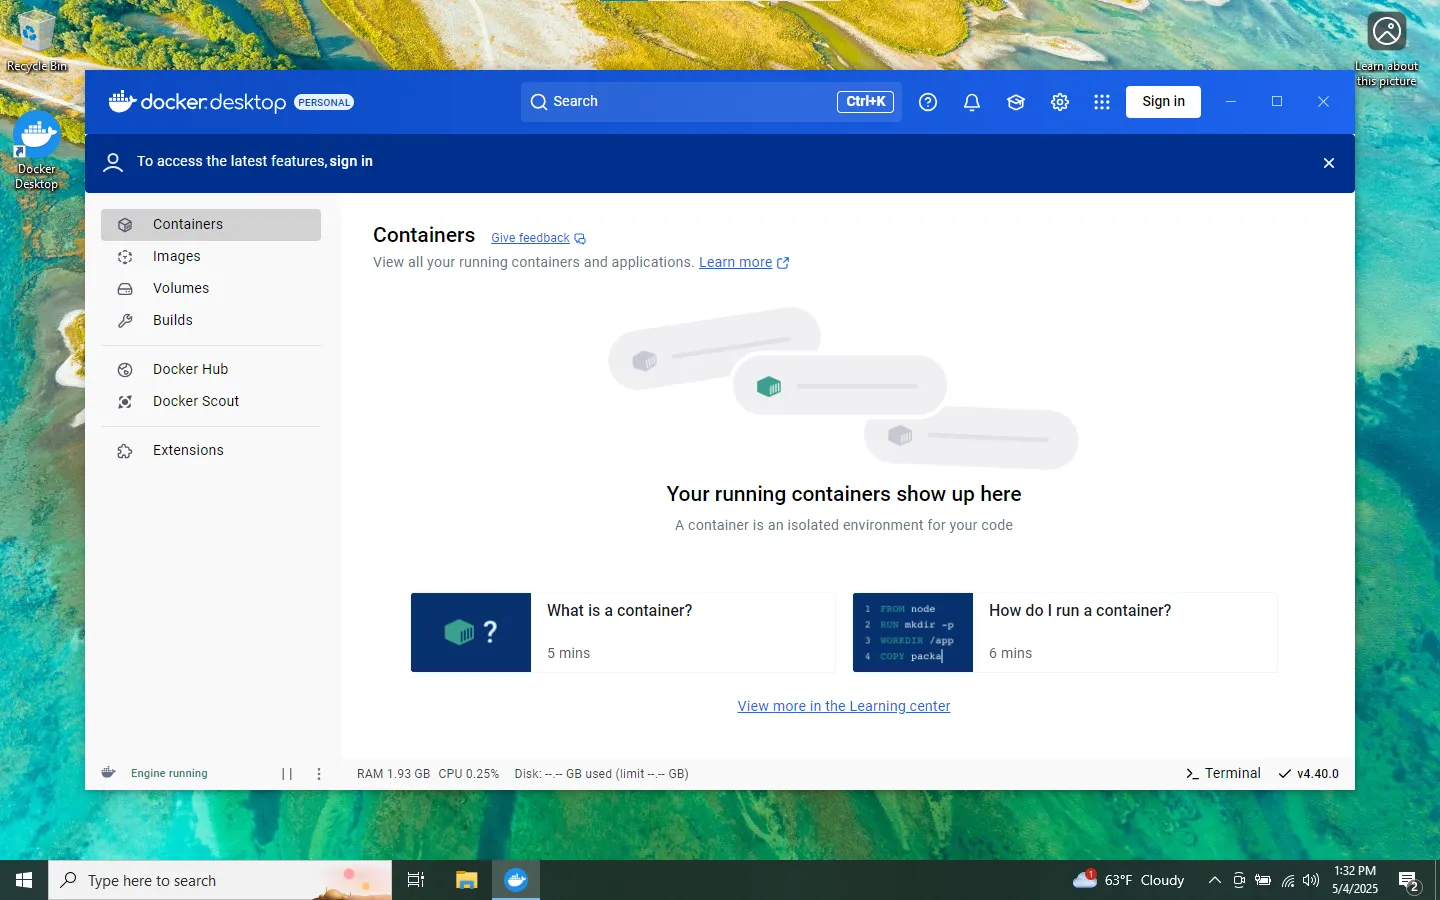 Recycle Bin
Learn about
this picture
Docker
Desktop
docker.desktop PERSONAL
Search
Ctrl+K
Sign in
To access the latest features, sign in
Containers
Images
Volumes
Builds
Docker Hub
Docker Scout
Extensions
Containers Give feedback
View all your running containers and applications. Learn more
Your running containers show up here
A container is an isolated environment for your code
?
What is a container?
5 mins
1 FROM node
2 RUN mkdir -p
3 WORKDIR /app
4 COPY packa
How do I run a container?
6 mins
View more in the Learning center
Engine running
RAM 1.93 GB CPU 0.25% Disk: --.-- GB used (limit --.-- GB)
>_ Terminal
v4.40.0
Type here to search
1
63°F Cloudy
1:32 PM
5/4/2025
2